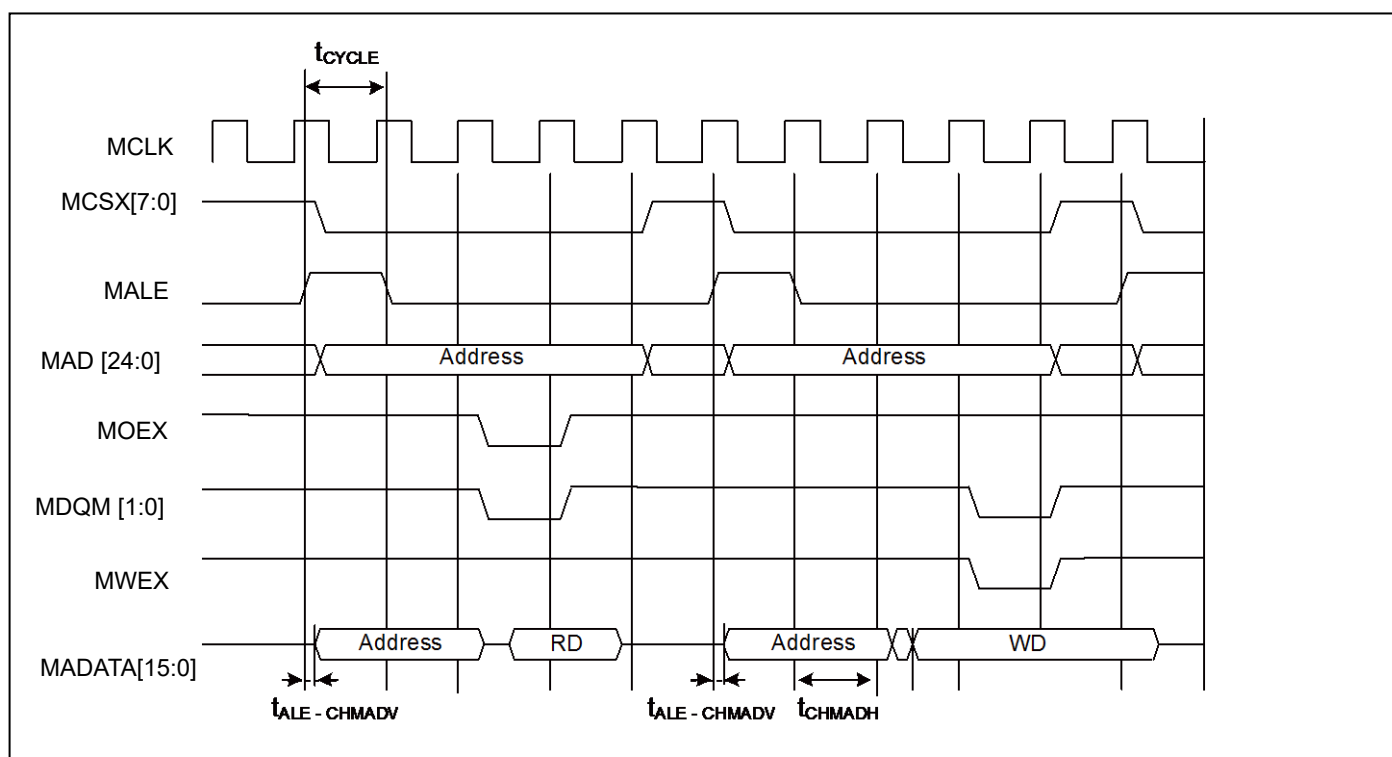 tCYCLE
MCLK
MCSX[7:0]
MALE
MAD [24:0]
Address
Address
MOEX
MDQM [1:0]
MWEX
MADATA[15:0]
Address
RD
Address
WD
tALE - CHMADV
tALE - CHMADV
tCHMADH